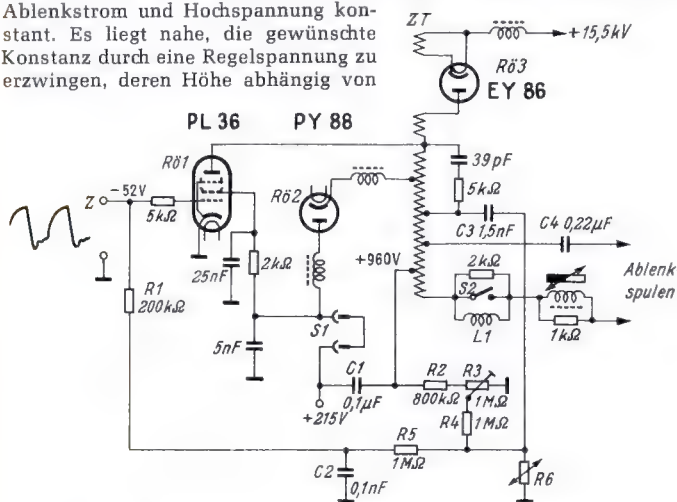 Ablenkstrom und Hochspannung kon-
stant. Es liegt nahe, die gewünschte
Konstanz durch eine Regelspannung zu
erzwingen, deren Höhe abhängig von
ZT
+15,5kV
Rö3
EY 86
PL 36
PY 88
Rö1
Rö2
39pF
Z
-52V
5kΩ
5kΩ
C3 1,5nF
C4 0,22µF
25nF
2kΩ
+960V
2kΩ
S2
Ablenk
spulen
R1
200kΩ
L1
1kΩ
S1
5nF
C1
0,1µF
R2
800kΩ
R3
1MΩ
+215V
R4
1MΩ
R5
1MΩ
C2
0,1nF
R6